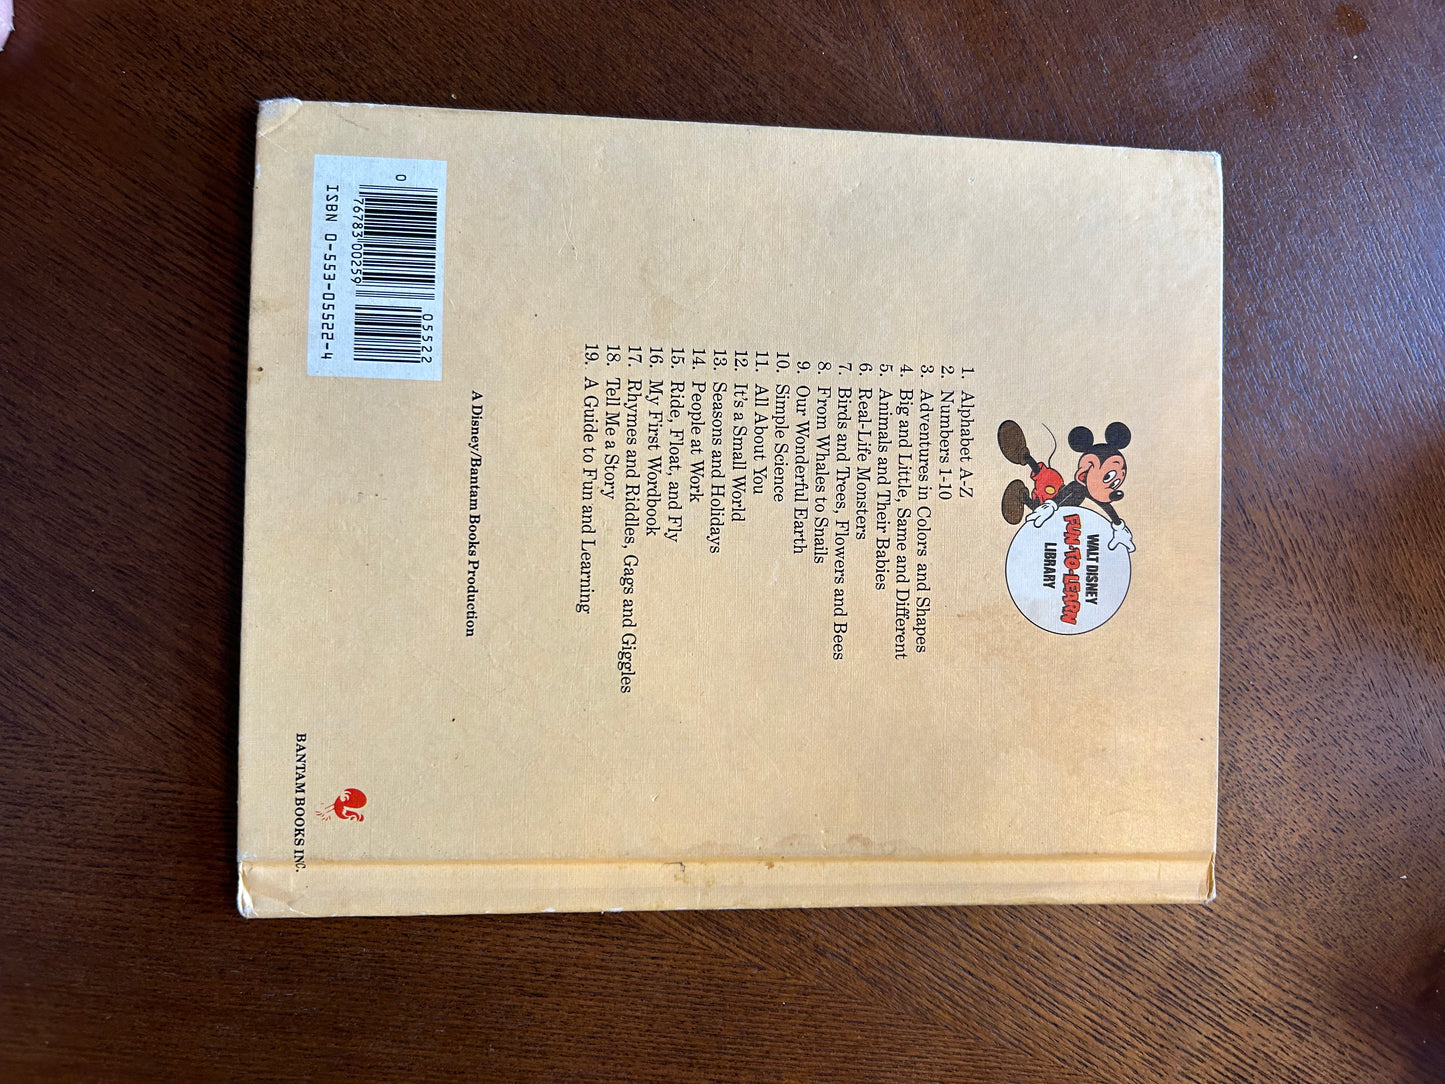 WALT DISNEY
FUN-TO-LEARN
LIBRARY
1. Alphabet A-Z
2. Numbers 1-10
3. Adventures in Colors and Shapes
4. Big and Little, Same and Different
5. Animals and Their Babies
6. Real-Life Monsters
7. Birds and Trees, Flowers and Bees
8. From Whales to Snails
9. Our Wonderful Earth
10. Simple Science
11. All About You
12. It's a Small World
13. Seasons and Holidays
14. People at Work
15. Ride, Float, and Fly
16. My First Wordbook
17. Rhymes and Riddles, Gags and Giggles
18. Tell Me a Story
19. A Guide to Fun and Learning
A Disney/Bantam Books Production
05522
0 76783 00259
ISBN 0-553-05522-4
BANTAM BOOKS INC.